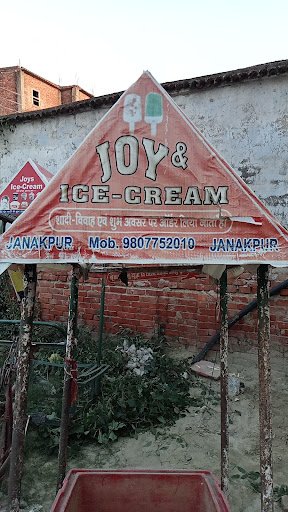 JOY &
ICE-CREAM
शादी-विवाह एवं शुभ अवसर पर आर्डर लिया जाता है।
JANAKPUR Mob. 9807752010 JANAKPUR
Joys
Ice-Cream